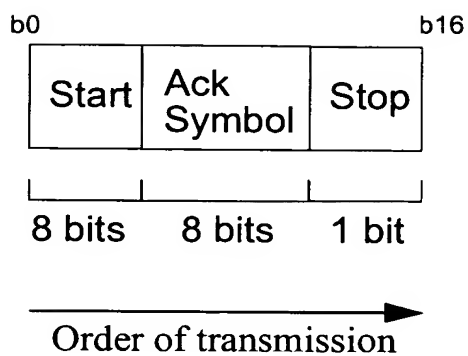 b0 b16
Start Ack Symbol Stop
8 bits 8 bits 1 bit
Order of transmission